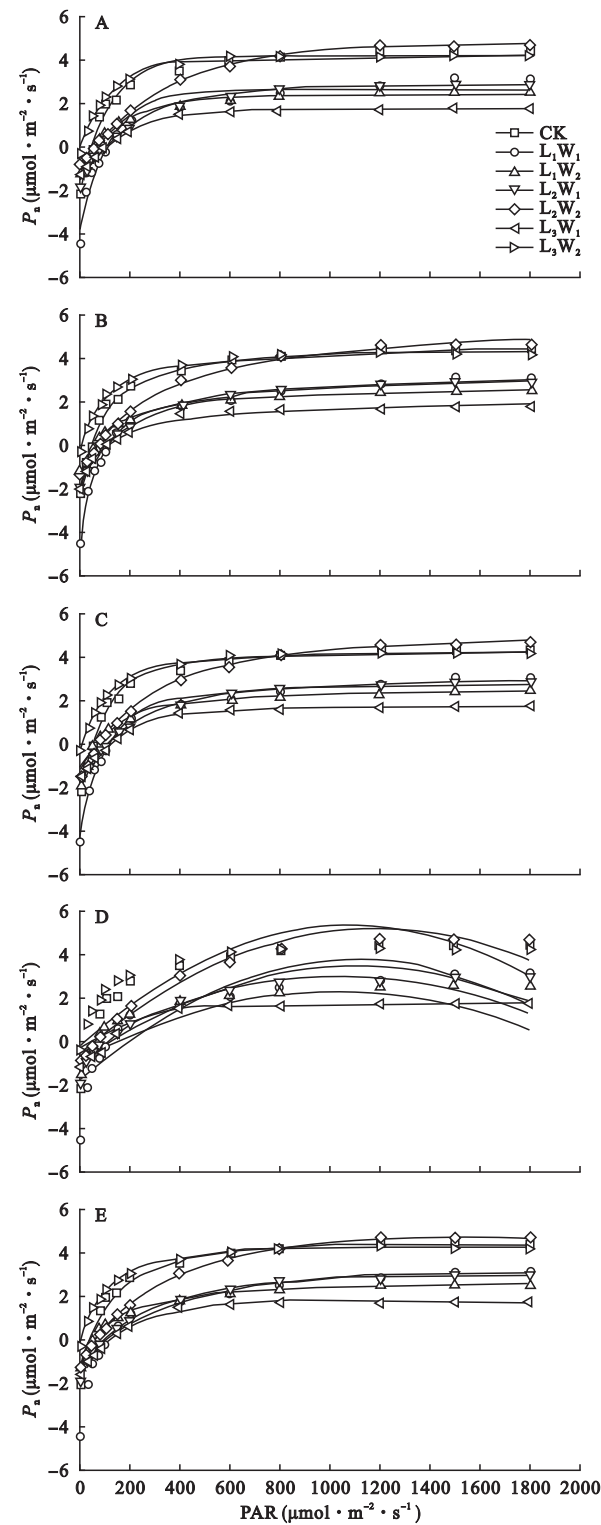 A
6
4
2
0
−2
−4
−6
Pₙ (μmol·m⁻²·s⁻¹)
CK
L₁W₁
L₁W₂
L₂W₁
L₂W₂
L₃W₁
L₃W₂
B
6
4
2
0
−2
−4
−6
Pₙ (μmol·m⁻²·s⁻¹)
C
6
4
2
0
−2
−4
−6
Pₙ (μmol·m⁻²·s⁻¹)
D
6
4
2
0
−2
−4
−6
Pₙ (μmol·m⁻²·s⁻¹)
E
6
4
2
0
−2
−4
−6
Pₙ (μmol·m⁻²·s⁻¹)
0 200 400 600 800 1000 1200 1400 1600 1800 2000
PAR (μmol·m⁻²·s⁻¹)